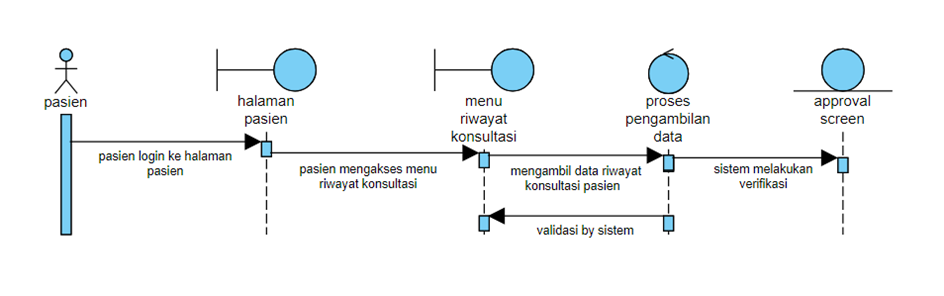 pasien
halaman
pasien
menu
riwayat
konsultasi
proses
pengambilan
data
approval
screen
pasien login ke halaman
pasien
pasien mengakses menu
riwayat konsultasi
mengambil data riwayat
konsultasi pasien
sistem melakukan
verifikasi
validasi by sistem